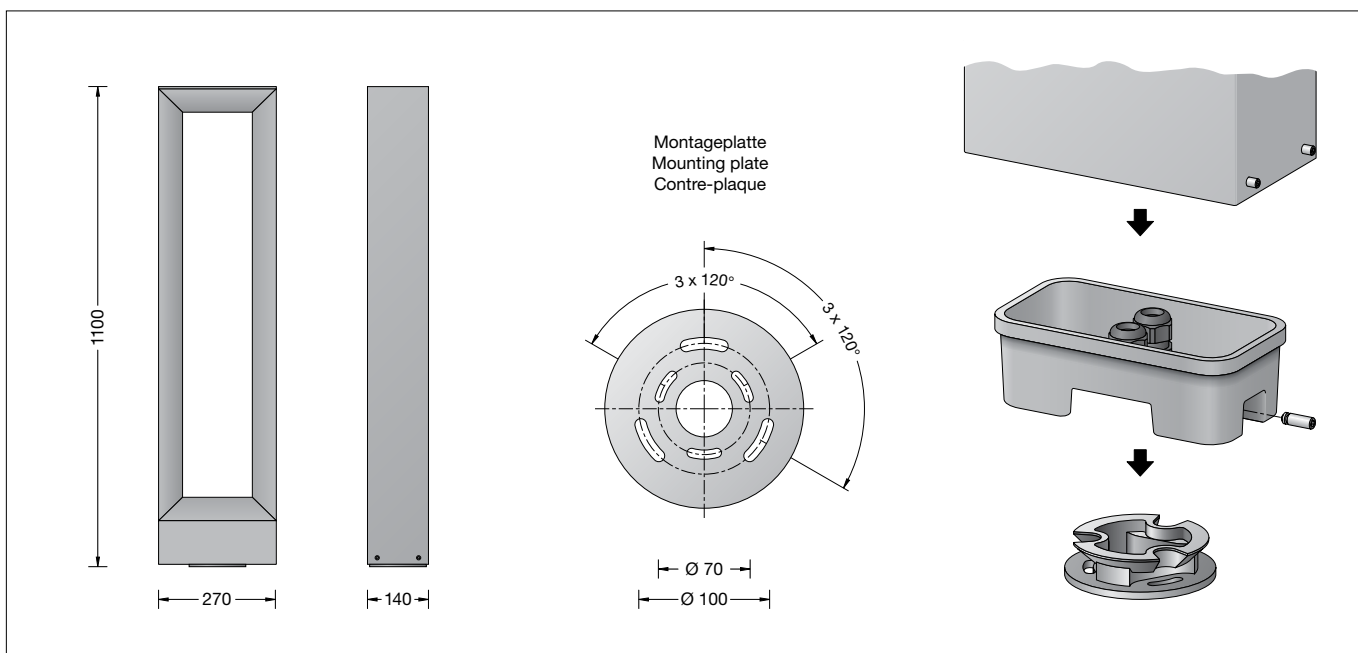 1100
270
140
Montageplatte
Mounting plate
Contre-plaque
3 x 120°
3 x 120°
Ø 70
Ø 100